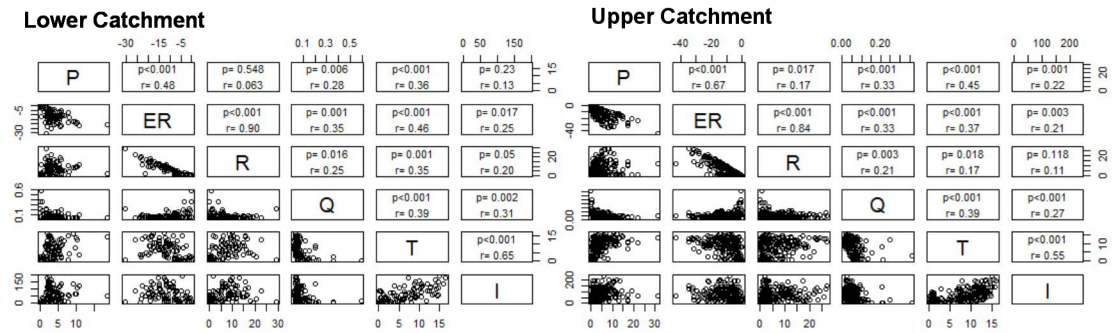 Lower Catchment
Upper Catchment
-30 -15 -5
0.1 0.3 0.5
0 50 150
P
p<0.001
r= 0.48
p= 0.548
r= 0.063
p= 0.006
r= 0.28
p<0.001
r= 0.36
p= 0.23
r= 0.13
0 15
-30 -5
ER
p<0.001
r= 0.90
p= 0.001
r= 0.35
p<0.001
r= 0.46
p= 0.017
r= 0.25
R
p= 0.016
r= 0.25
p= 0.001
r= 0.35
p= 0.05
r= 0.20
0 20
0.1 0.6
Q
p<0.001
r= 0.39
p= 0.002
r= 0.31
T
p<0.001
r= 0.65
0 15
0 150
I
0 5 10
0 10 20 30
0 5 10 15
-40 -20 0
0.00 0.20
0 100 200
P
p<0.001
r= 0.67
p= 0.017
r= 0.17
p<0.001
r= 0.33
p<0.001
r= 0.45
p= 0.001
r= 0.22
0 20
-40 0
ER
p<0.001
r= 0.84
p<0.001
r= 0.33
p<0.001
r= 0.37
p= 0.003
r= 0.21
R
p= 0.003
r= 0.21
p= 0.018
r= 0.17
p= 0.118
r= 0.11
0 20
0.00
Q
p<0.001
r= 0.39
p<0.001
r= 0.27
T
p<0.001
r= 0.55
0 10
0 200
I
0 10 20 30
0 10 20
0 5 10 15